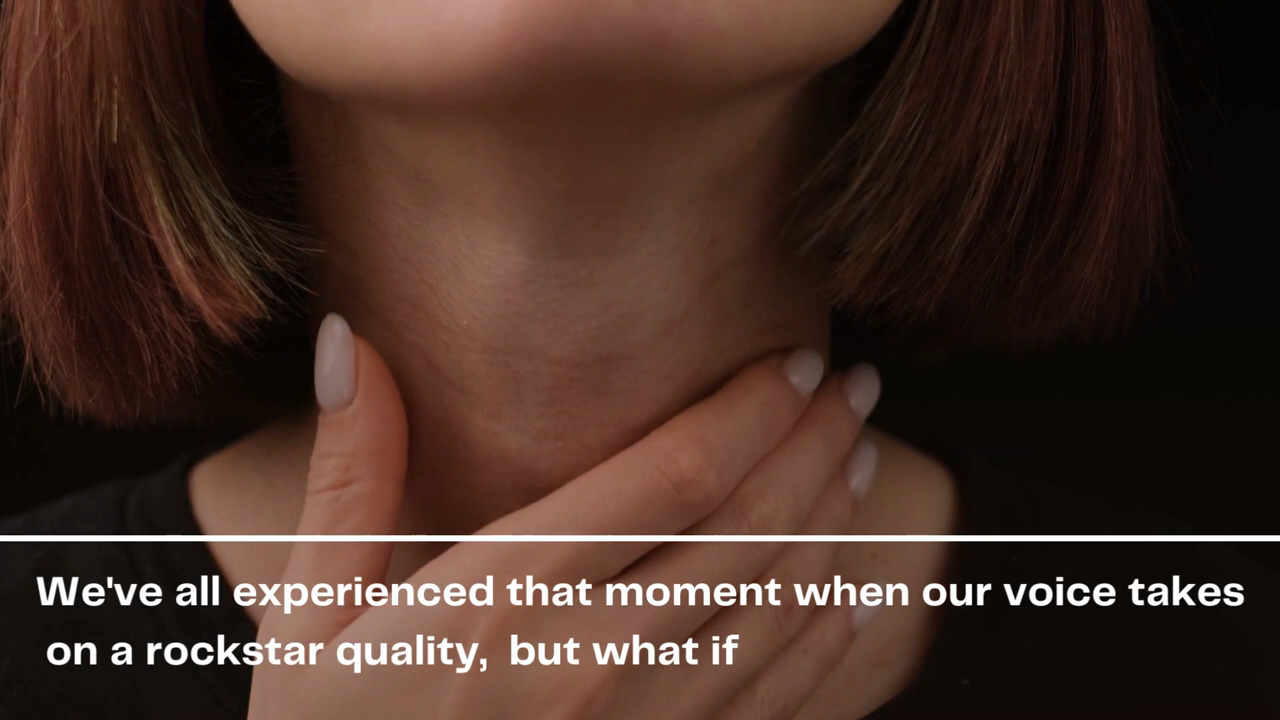 We've all experienced that moment when our voice takes
on a rockstar quality, but what if